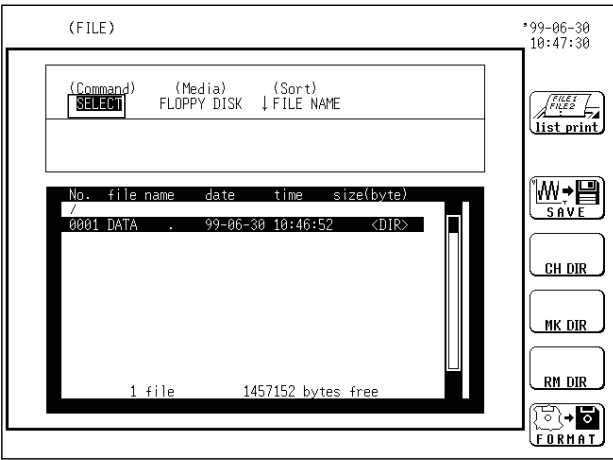 (FILE)
'99-06-30
10:47:30
(Command) (Media) (Sort)
SELECT FLOPPY DISK ↓FILE NAME
No. file name date time size(byte)
/
0001 DATA . 99-06-30 10:46:52 <DIR>
1 file 1457152 bytes free
FILE1
FILE2
list print
SAVE
CH DIR
MK DIR
RM DIR
FORMAT